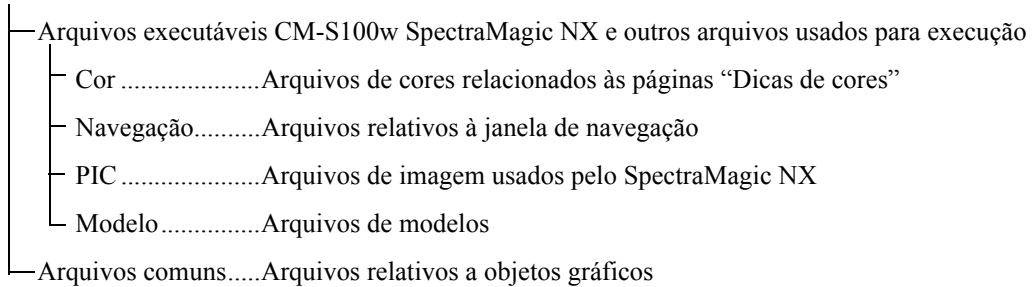 Arquivos executáveis CM-S100w SpectraMagic NX e outros arquivos usados para execução
Cor ....................Arquivos de cores relacionados às páginas “Dicas de cores”
Navegação..........Arquivos relativos à janela de navegação
PIC ....................Arquivos de imagem usados pelo SpectraMagic NX
Modelo...............Arquivos de modelos
Arquivos comuns.....Arquivos relativos a objetos gráficos